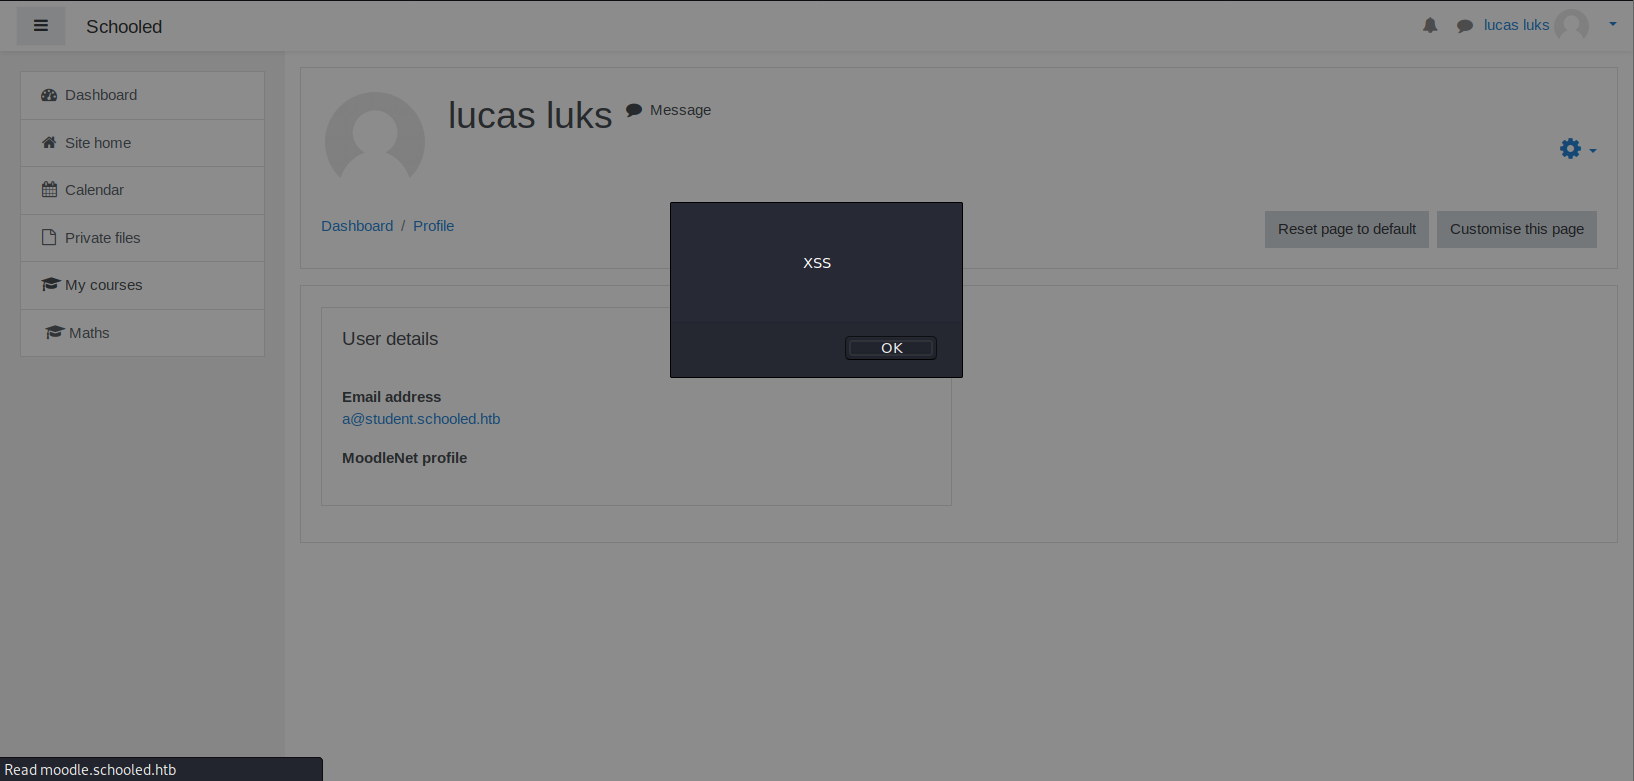 Schooled
lucas luks
Dashboard
Site home
Calendar
Private files
My courses
Maths
lucas luks
Message
Dashboard / Profile
Reset page to default
Customise this page
XSS
OK
User details
Email address
a@student.schooled.htb
MoodleNet profile
Read moodle.schooled.htb